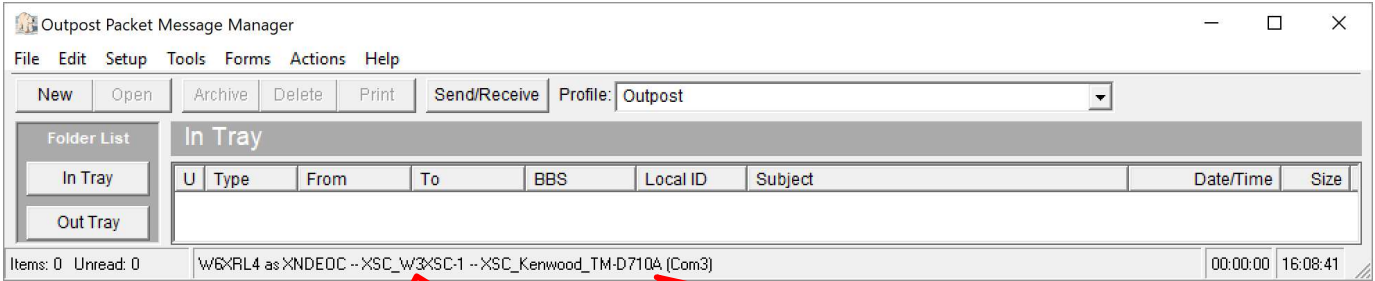 Outpost Packet Message Manager
File Edit Setup Tools Forms Actions Help
New Open Archive Delete Print Send/Receive Profile: Outpost
Folder List In Tray
In Tray U Type From To BBS Local ID Subject Date/Time Size
Out Tray
Items: 0 Unread: 0 W6XRL4 as XNDEOC -- XSC_W3XSC-1 -- XSC_Kenwood_TM-D710A (Com3) 00:00:00 16:08:41